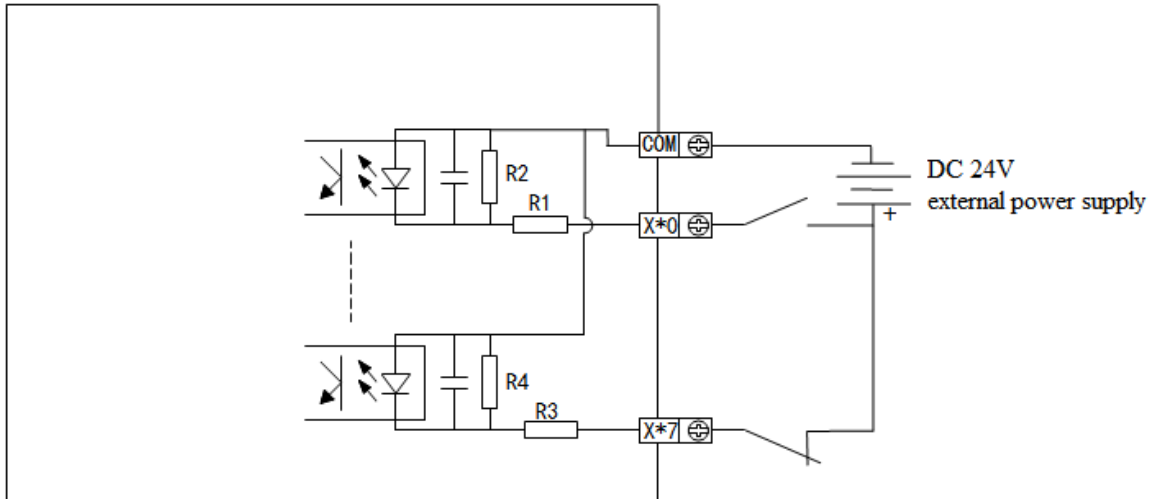 COM
DC 24V
R2
external power supply
R1
+
X*0
R4
R3
X*7